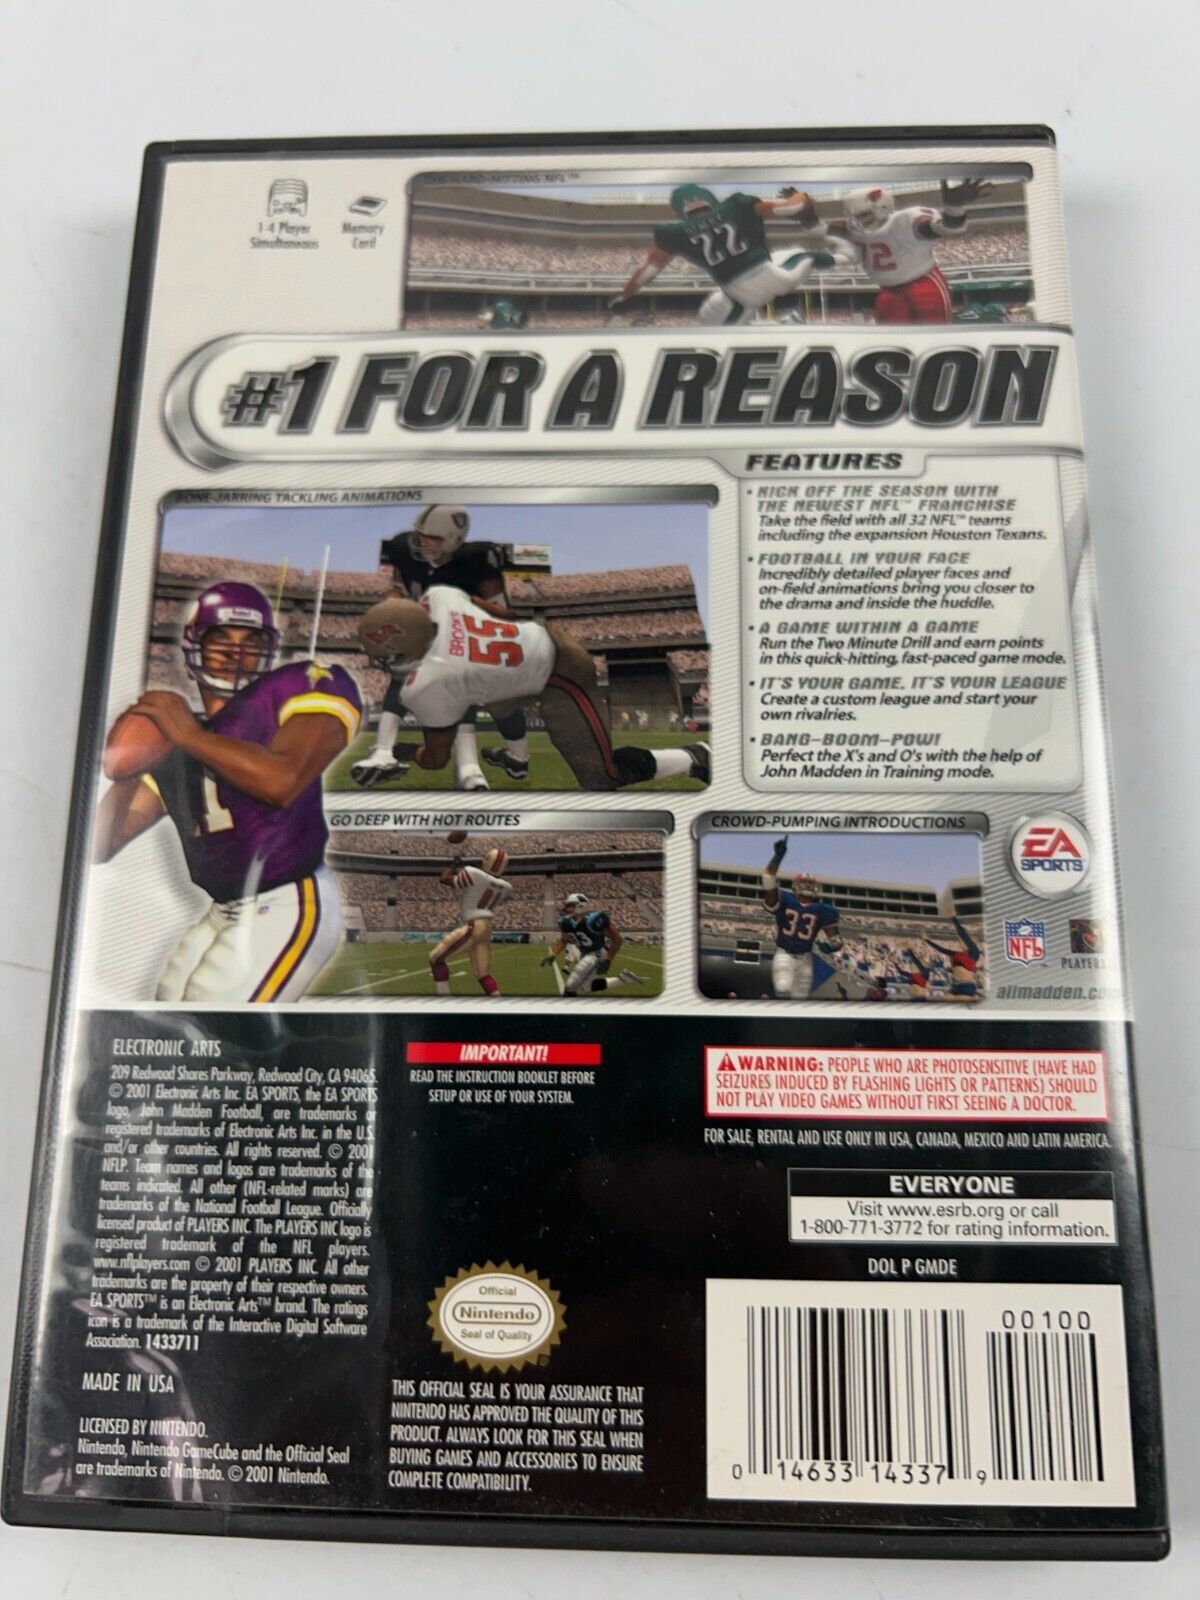 1-4 Player
Simultaneous
Memory
Card
22
#1 FOR A REASON
FEATURES
• KICK OFF THE SEASON WITH
THE NEWEST NFL™ FRANCHISE
Take the field with all 32 NFL™ teams
including the expansion Houston Texans.
• FOOTBALL IN YOUR FACE
Incredibly detailed player faces and
on-field animations bring you closer to
the drama and inside the huddle.
• A GAME WITHIN A GAME
Run the Two Minute Drill and earn points
in this quick-hitting, fast-paced game mode.
• IT'S YOUR GAME. IT'S YOUR LEAGUE
Create a custom league and start your
own rivalries.
• BANG-BOOM-POW!
Perfect the X's and O's with the help of
John Madden in Training mode.
BONE-JARRING TACKLING ANIMATIONS
BROOKS
55
GO DEEP WITH HOT ROUTES
CROWD-PUMPING INTRODUCTIONS
33
EA
SPORTS
NFL
PLAYERS
allmadden.co
ELECTRONIC ARTS
209 Redwood Shores Parkway, Redwood City, CA 94065
© 2001 Electronic Arts Inc. EA SPORTS, the EA SPORTS
logo, John Madden Football, are trademarks or
registered trademarks of Electronic Arts Inc. in the U.S.
and/or other countries. All rights reserved. © 2001
NFLP. Team names and logos are trademarks of the
teams indicated. All other (NFL-related marks) are
trademarks of the National Football League. Officially
licensed product of PLAYERS INC. The PLAYERS INC logo is
registered trademark of the NFL players.
www.nflplayers.com © 2001 PLAYERS INC. All other
trademarks are the property of their respective owners.
EA SPORTS™ is an Electronic Arts™ brand. The ratings
icon is a trademark of the Interactive Digital Software
Association. 1433711
MADE IN USA
LICENSED BY NINTENDO.
Nintendo, Nintendo GameCube and the Official Seal
are trademarks of Nintendo. © 2001 Nintendo.
IMPORTANT!
READ THE INSTRUCTION BOOKLET BEFORE
SETUP OR USE OF YOUR SYSTEM.
Official
Nintendo
Seal of Quality
THIS OFFICIAL SEAL IS YOUR ASSURANCE THAT
NINTENDO HAS APPROVED THE QUALITY OF THIS
PRODUCT. ALWAYS LOOK FOR THIS SEAL WHEN
BUYING GAMES AND ACCESSORIES TO ENSURE
COMPLETE COMPATIBILITY.
WARNING: PEOPLE WHO ARE PHOTOSENSITIVE (HAVE HAD
SEIZURES INDUCED BY FLASHING LIGHTS OR PATTERNS) SHOULD
NOT PLAY VIDEO GAMES WITHOUT FIRST SEEING A DOCTOR.
FOR SALE, RENTAL AND USE ONLY IN USA, CANADA, MEXICO AND LATIN AMERICA.
EVERYONE
Visit www.esrb.org or call
1-800-771-3772 for rating information.
DOL P GMDE
00100
0 14633 14337 9